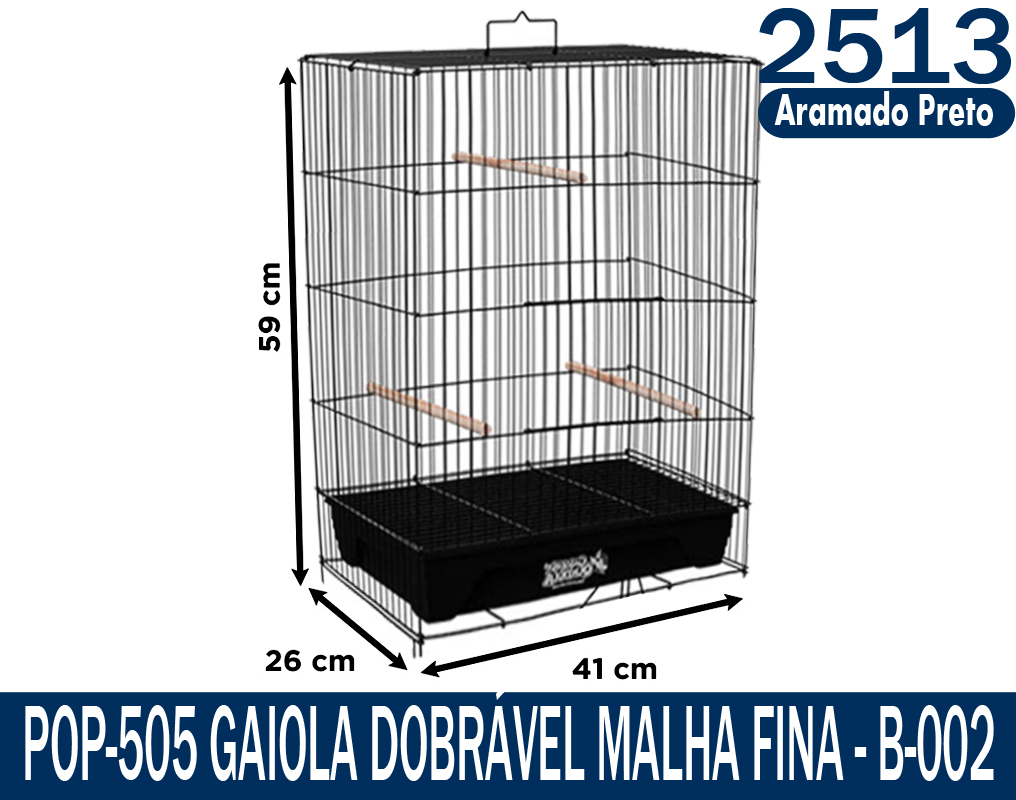 2513
Aramado Preto
59 cm
26 cm
41 cm
POP-505 GAIOLA DOBRÁVEL MALHA FINA - B-002